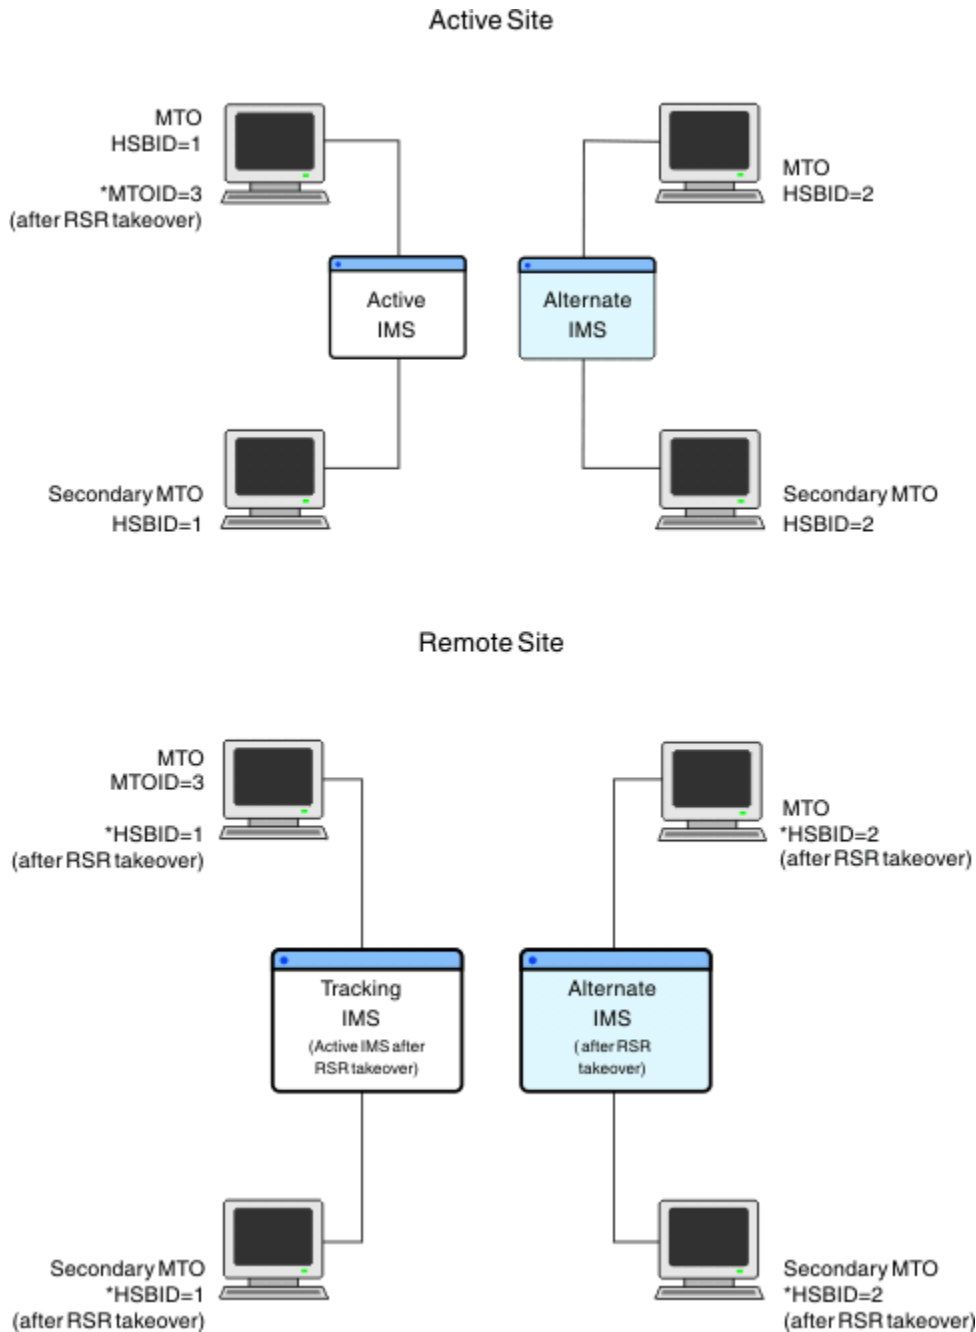 Active Site
MTO
HSBID=1
*MTOID=3
(after RSR takeover)
MTO
HSBID=2
Active
IMS
Alternate
IMS
Secondary MTO
HSBID=1
Secondary MTO
HSBID=2
Remote Site
MTO
MTOID=3
*HSBID=1
(after RSR takeover)
MTO
*HSBID=2
(after RSR takeover)
Tracking
IMS
(Active IMS after
RSR takeover)
Alternate
IMS
( after RSR
takeover)
Secondary MTO
*HSBID=1
(after RSR takeover)
Secondary MTO
*HSBID=2
(after RSR takeover)